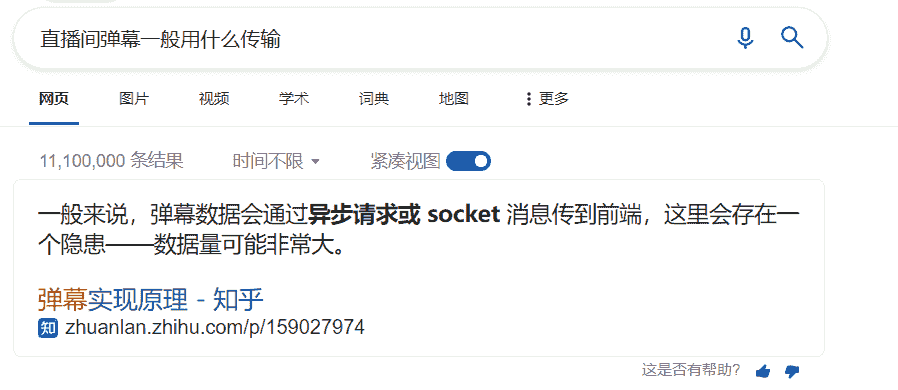 直播间弹幕一般用什么传输
网页 图片 视频 学术 词典 地图 更多
11,100,000 条结果 时间不限 紧凑视图
一般来说，弹幕数据会通过异步请求或 socket 消息传到前端，这里会存在一
个隐患——数据量可能非常大。
弹幕实现原理 - 知乎
知 zhuanlan.zhihu.com/p/159027974
这是否有帮助?